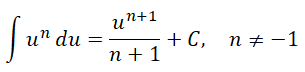 ∫ uⁿ du = uⁿ⁺¹/(n + 1) + C, n ≠ −1